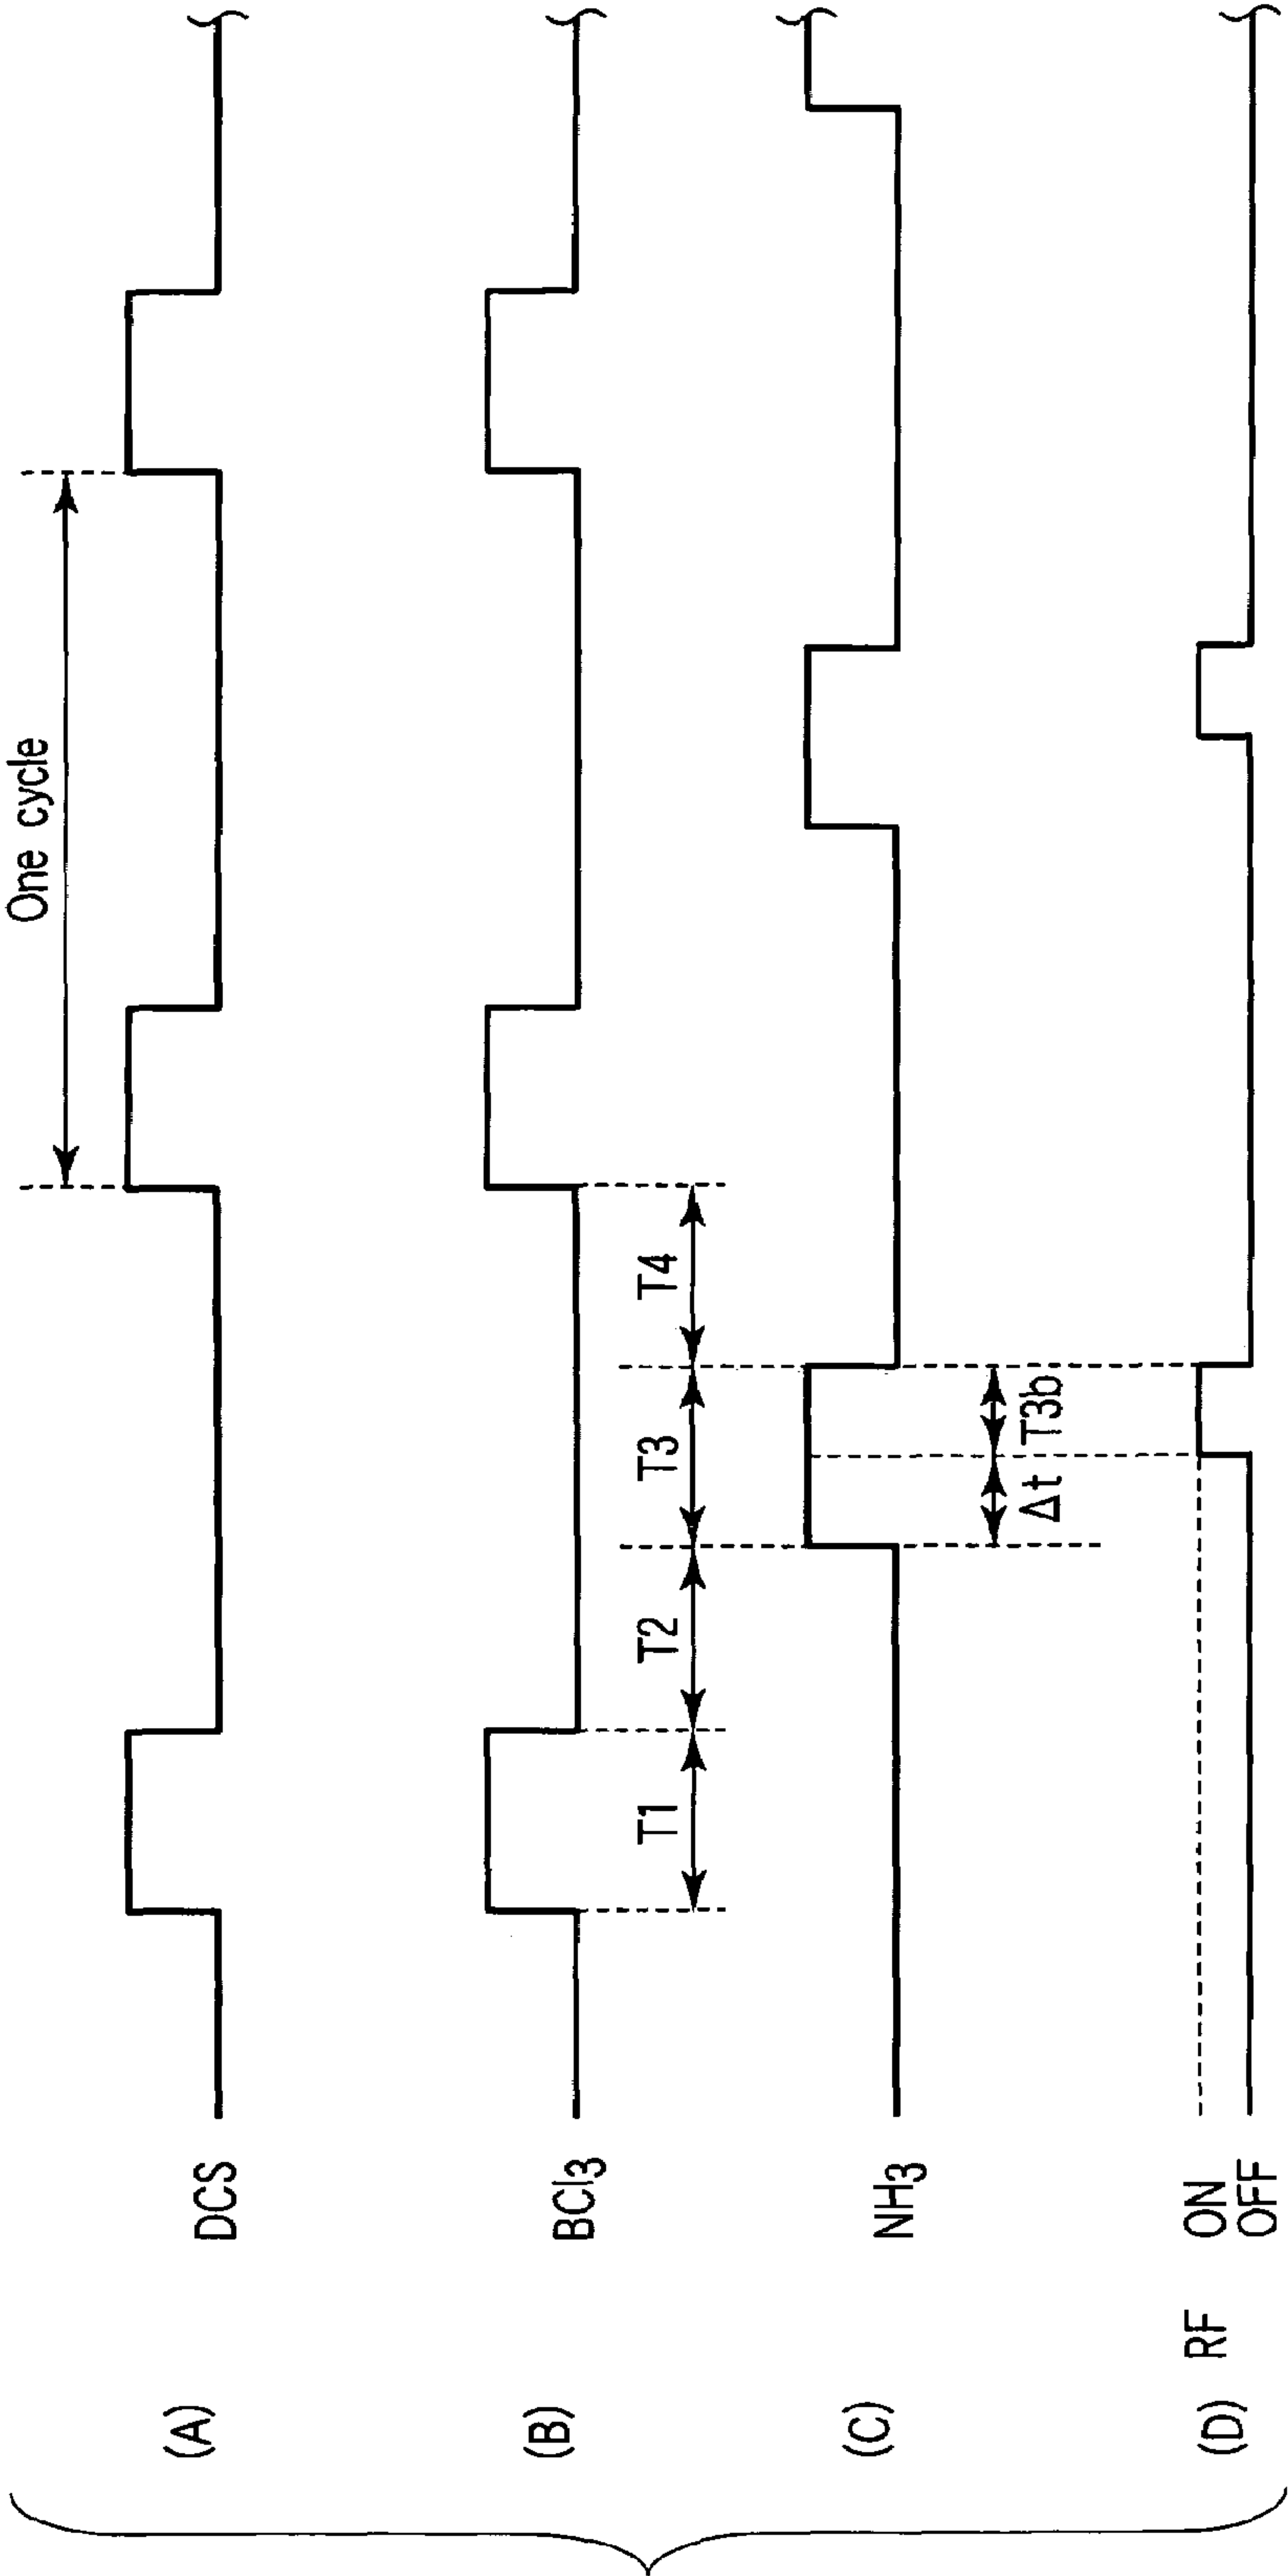 One cycle
(A) DCS
(B) BCl3
T1 T2 T3 T4
(C) NH3
Δt T3b
(D) RF ON
OFF